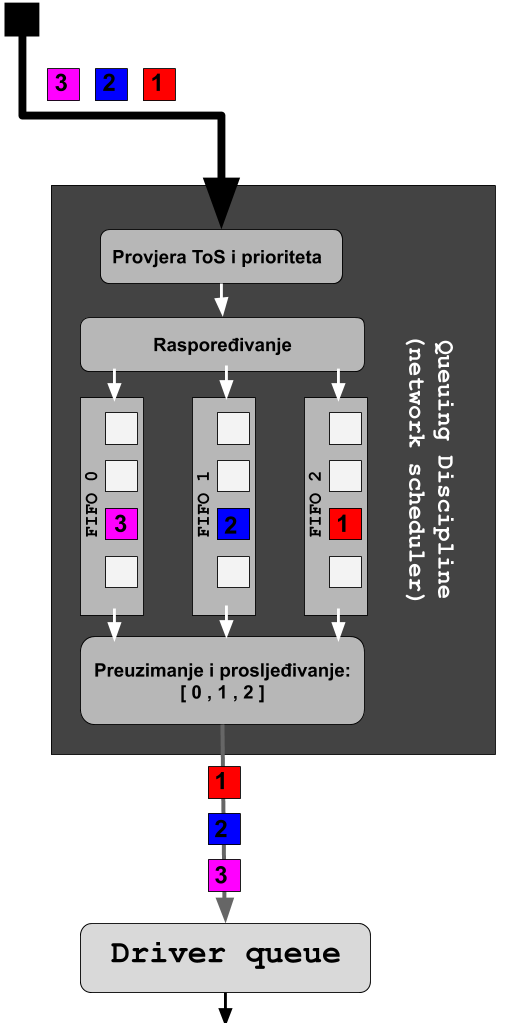 3 2 1
Provjera ToS i prioriteta
Raspoređivanje
FIFO 0
3
FIFO 1
2
FIFO 2
1
Queuing Discipline
(network scheduler)
Preuzimanje i prosljeđivanje:
[ 0 , 1 , 2 ]
1
2
3
Driver queue